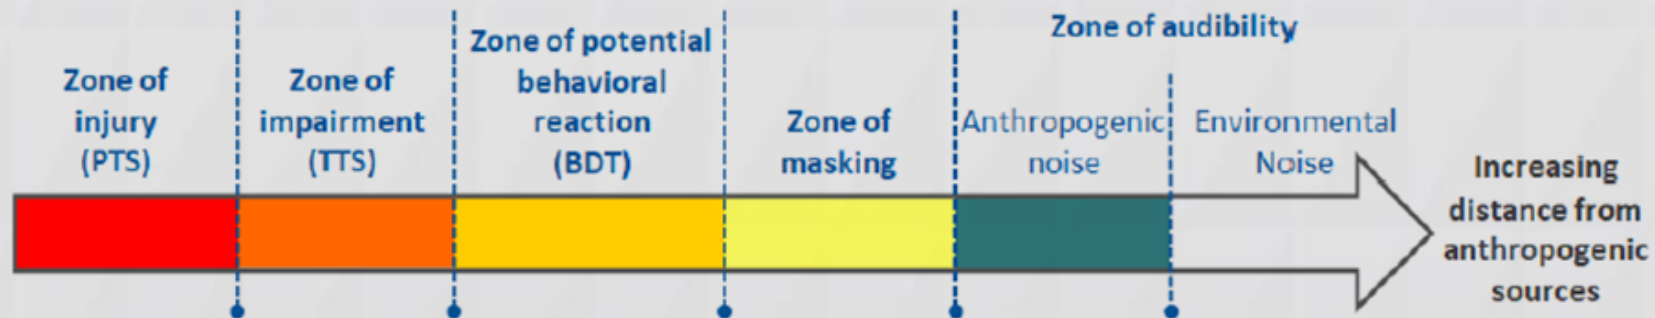 Zone of
injury
(PTS)
Zone of
impairment
(TTS)
Zone of potential
behavioral
reaction
(BDT)
Zone of
masking
Zone of audibility
Anthropogenic
noise
Environmental
Noise
Increasing
distance from
anthropogenic
sources